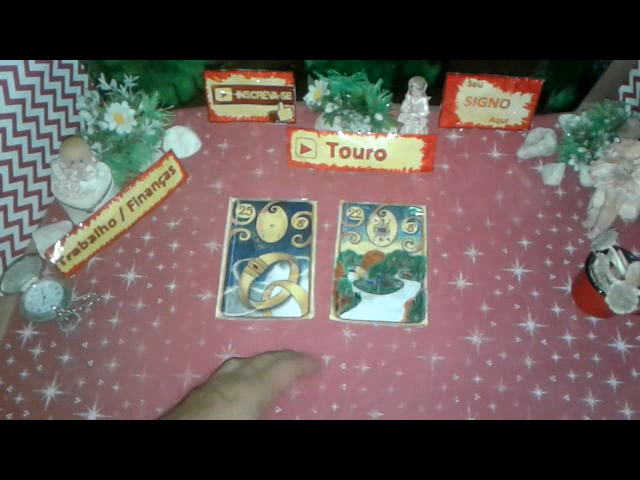 INSCREVA-SE
Seu
SIGNO
Aqui
Touro
Trabalho / Finanças
25
22